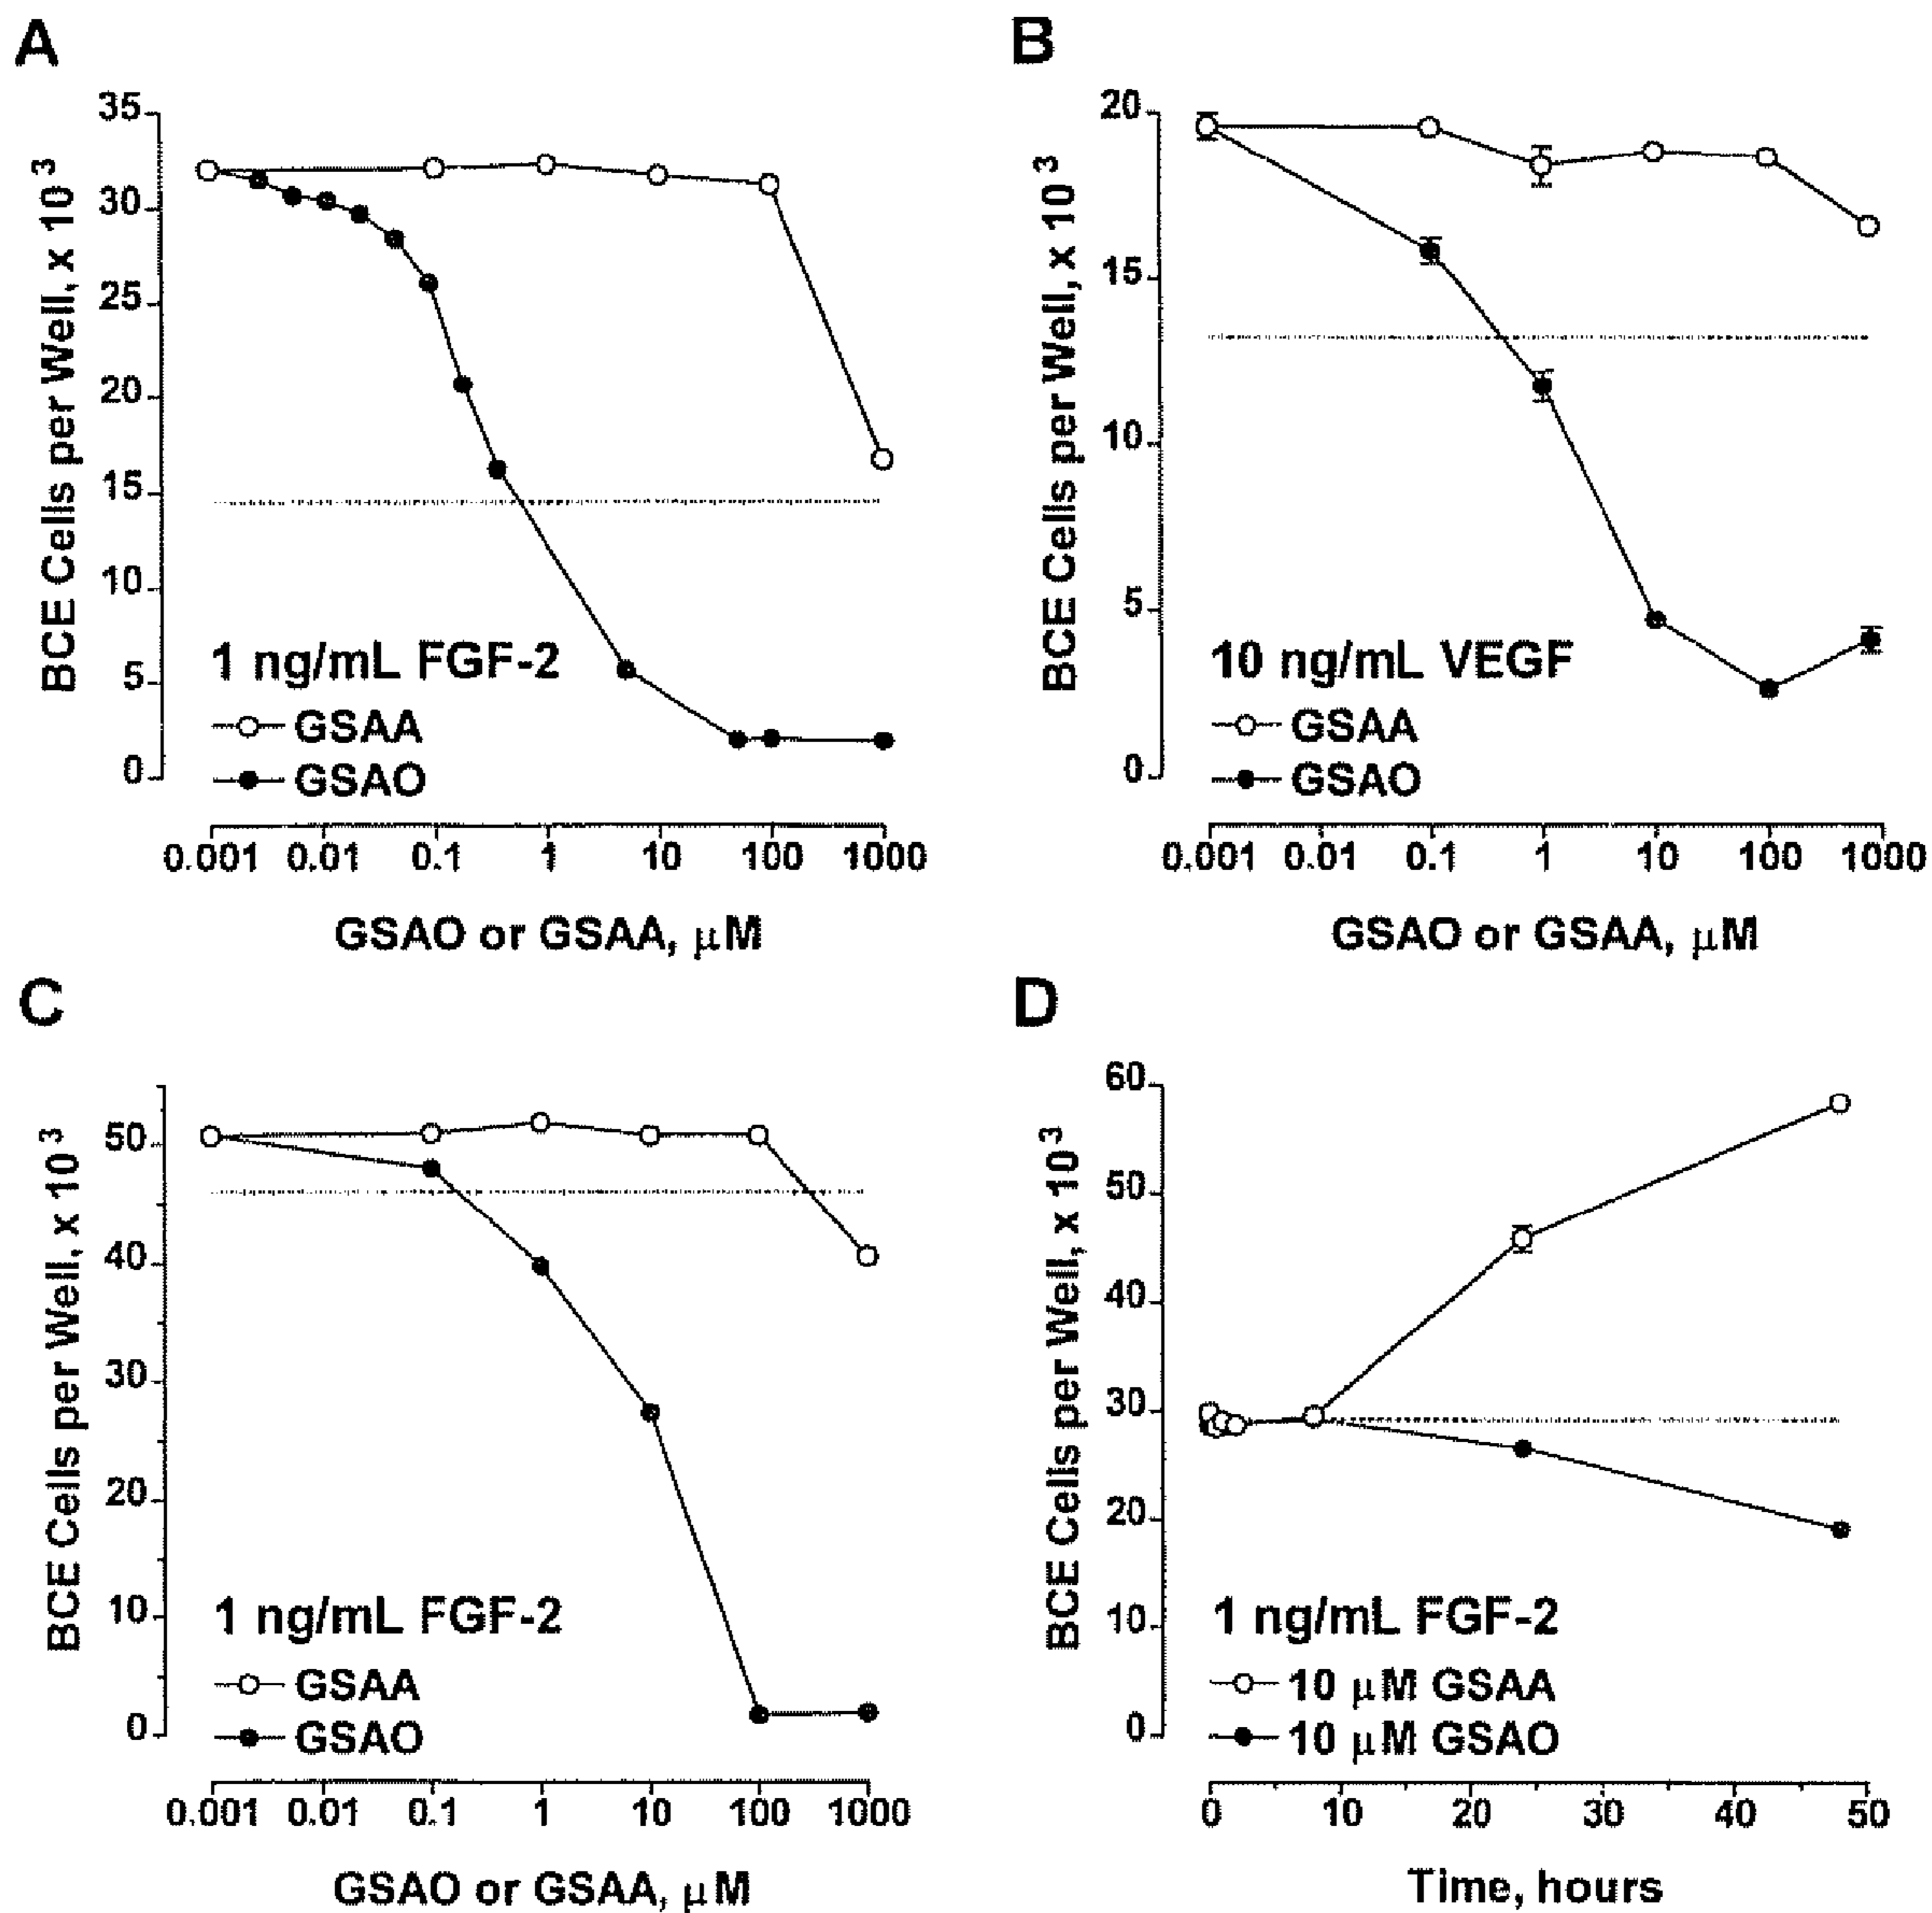 A
BCE Cells per Well, x 10³
35
30
25
20
15
10
5
0
1 ng/mL FGF-2
GSAA
GSAO
0.001 0.01 0.1 1 10 100 1000
GSAO or GSAA, μM
B
BCE Cells per Well, x 10³
20
15
10
5
0
10 ng/mL VEGF
GSAA
GSAO
0.001 0.01 0.1 1 10 100 1000
GSAO or GSAA, μM
C
BCE Cells per Well, x 10³
50
40
30
20
10
0
1 ng/mL FGF-2
GSAA
GSAO
0.001 0.01 0.1 1 10 100 1000
GSAO or GSAA, μM
D
BCE Cells per Well, x 10³
60
50
40
30
20
10
0
1 ng/mL FGF-2
10 μM GSAA
10 μM GSAO
0 10 20 30 40 50
Time, hours